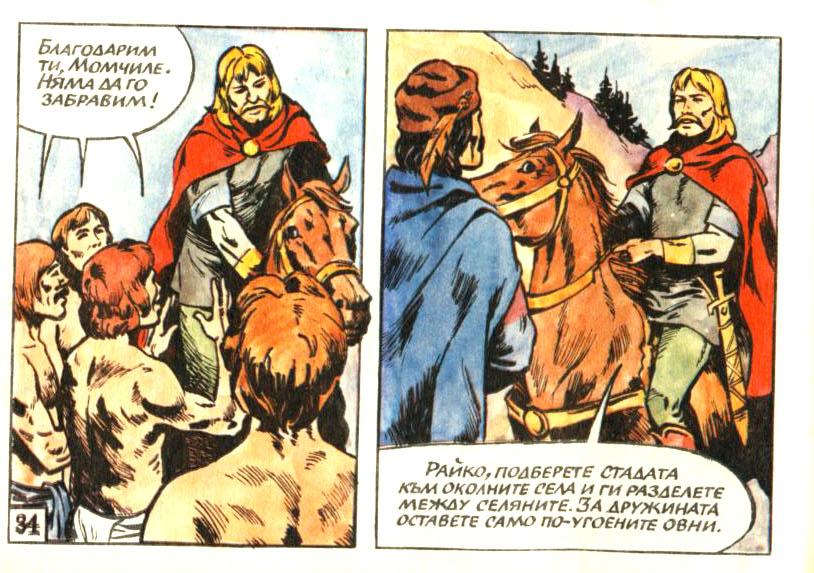 БЛАГОДАРИМ
ТИ, МОМЧИЛЕ.
НЯМА ДА ГО
ЗАБРАВИМ!
РАЙКО, ПОДБЕРЕТЕ СТАДАТА
КЪМ ОКОЛНИТЕ СЕЛА И ГИ РАЗДЕЛЕТЕ
МЕЖДУ СЕЛЯНИТЕ. ЗА ДРУЖИНАТА
ОСТАВЕТЕ САМО ПО-УГОЕНИТЕ ОВНИ.
34